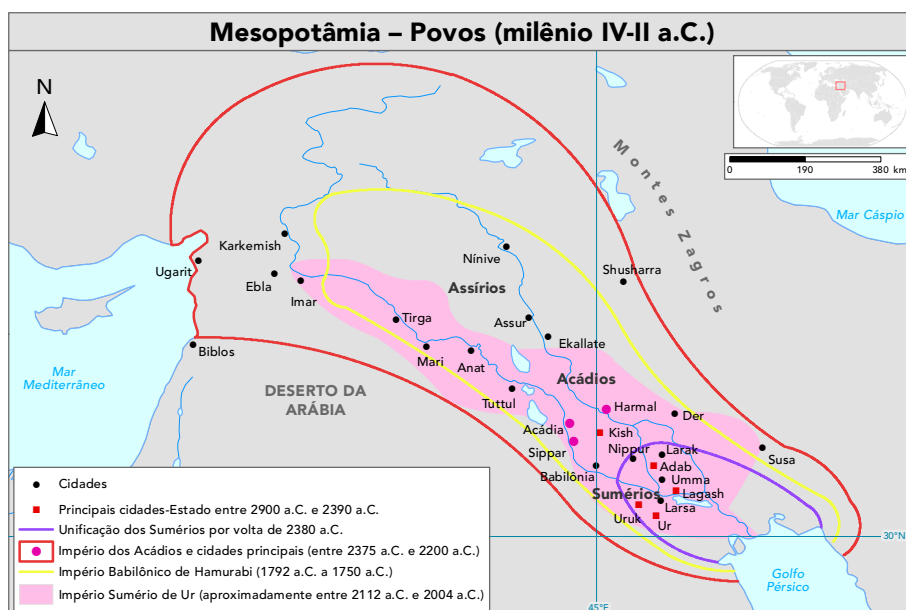 Mesopotâmia – Povos (milênio IV-II a.C.)
N
0 190 380 km
Montes Zagros
Mar Cáspio
Karkemish
Ugarit
Ebla
Imar
Nínive
Shusharra
Assírios
Tirga
Assur
Ekallate
Biblos
Mari
Anat
Mar
Mediterrâneo
DESERTO DA
ARÁBIA
Acádios
Tuttul
Harmal
Der
Acádia
Kish
Sippar
Nippur
Larak
Susa
Babilônia
Adab
Umma
Sumérios
Lagash
Larsa
Uruk
Ur
30°N
Golfo
Pérsico
45°E
Cidades
Principais cidades-Estado entre 2900 a.C. e 2390 a.C.
Unificação dos Sumérios por volta de 2380 a.C.
Império dos Acádios e cidades principais (entre 2375 a.C. e 2200 a.C.)
Império Babilônico de Hamurabi (1792 a.C. a 1750 a.C.)
Império Sumério de Ur (aproximadamente entre 2112 a.C. e 2004 a.C.)